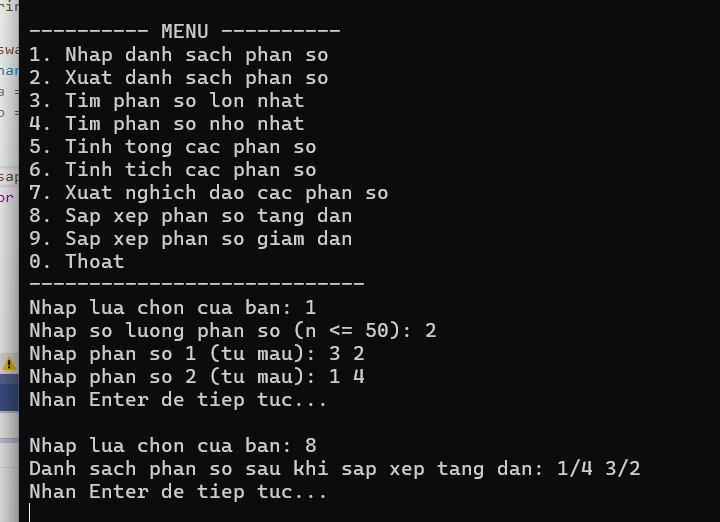 rin
---------- MENU ----------
swa
1. Nhap danh sach phan so
nar
2. Xuat danh sach phan so
a =
3. Tim phan so lon nhat
o =
4. Tim phan so nho nhat
5. Tinh tong cac phan so
6. Tinh tich cac phan so
sap
7. Xuat nghich dao cac phan so
or
8. Sap xep phan so tang dan
9. Sap xep phan so giam dan
0. Thoat
----------------------------
Nhap lua chon cua ban: 1
Nhap so luong phan so (n <= 50): 2
Nhap phan so 1 (tu mau): 3 2
Nhap phan so 2 (tu mau): 1 4
Nhan Enter de tiep tuc...
Nhap lua chon cua ban: 8
Danh sach phan so sau khi sap xep tang dan: 1/4 3/2
Nhan Enter de tiep tuc...